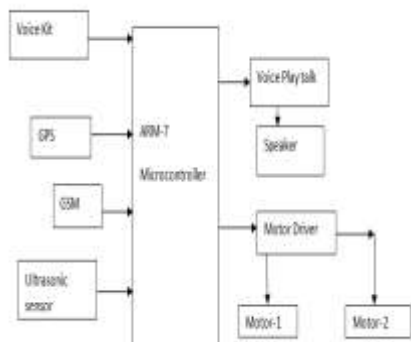 Voice Kit
GPS
GSM
Ultrasonic
sensor
ARM-7
Microcontroller
Voice Play talk
Speaker
Motor Driver
Motor-1
Motor-2